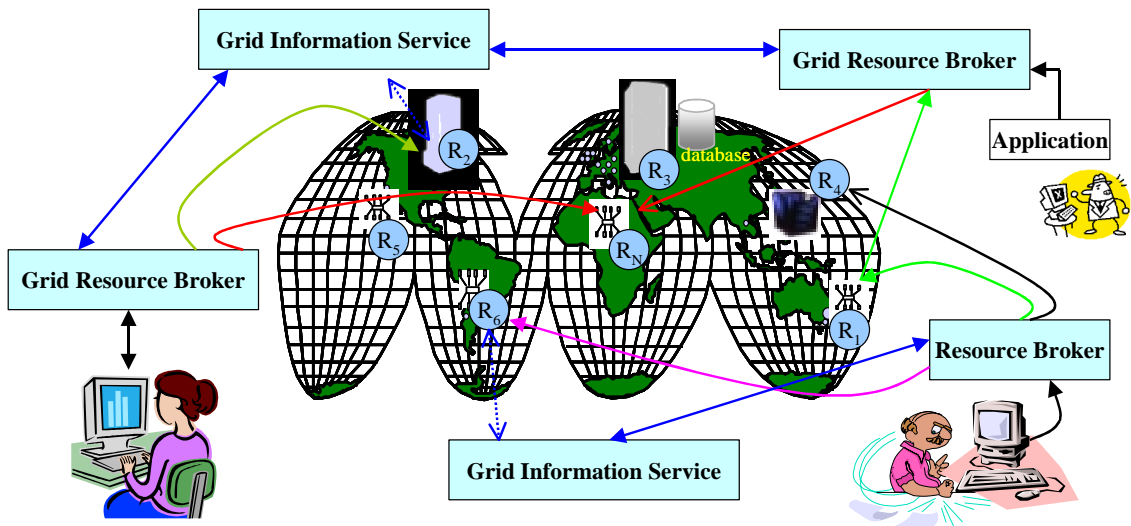 Grid Information Service
Grid Resource Broker
Application
R2
R3
database
R4
R5
RN
Grid Resource Broker
R6
R1
Resource Broker
Grid Information Service